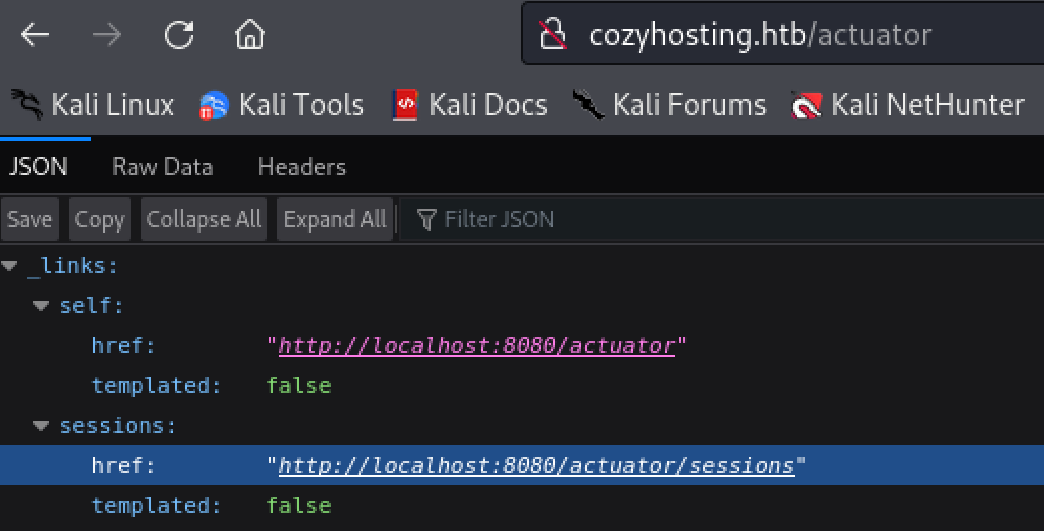 cozyhosting.htb/actuator
Kali Linux Kali Tools Kali Docs Kali Forums Kali NetHunter
JSON Raw Data Headers
Save Copy Collapse All Expand All Filter JSON
_links:
self:
href: "http://localhost:8080/actuator"
templated: false
sessions:
href: "http://localhost:8080/actuator/sessions"
templated: false